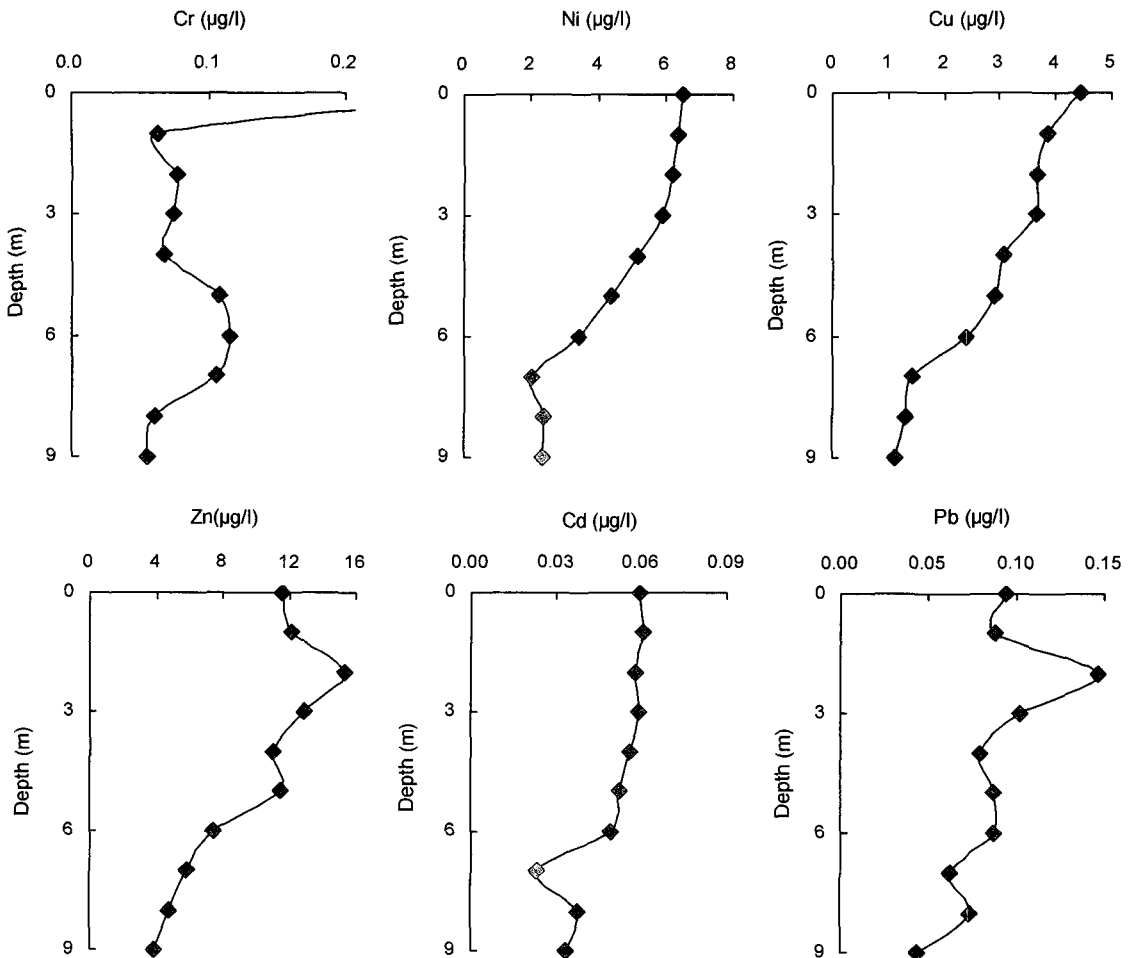 Cr (µg/l)
0.0 0.1 0.2
0
3
6
9
Depth (m)
Ni (µg/l)
0 2 4 6 8
0
3
6
9
Depth (m)
Cu (µg/l)
0 1 2 3 4 5
0
3
6
9
Depth (m)
Zn(µg/l)
0 4 8 12 16
0
3
6
9
Depth (m)
Cd (µg/l)
0.00 0.03 0.06 0.09
0
3
6
9
Depth (m)
Pb (µg/l)
0.00 0.05 0.10 0.15
0
3
6
9
Depth (m)